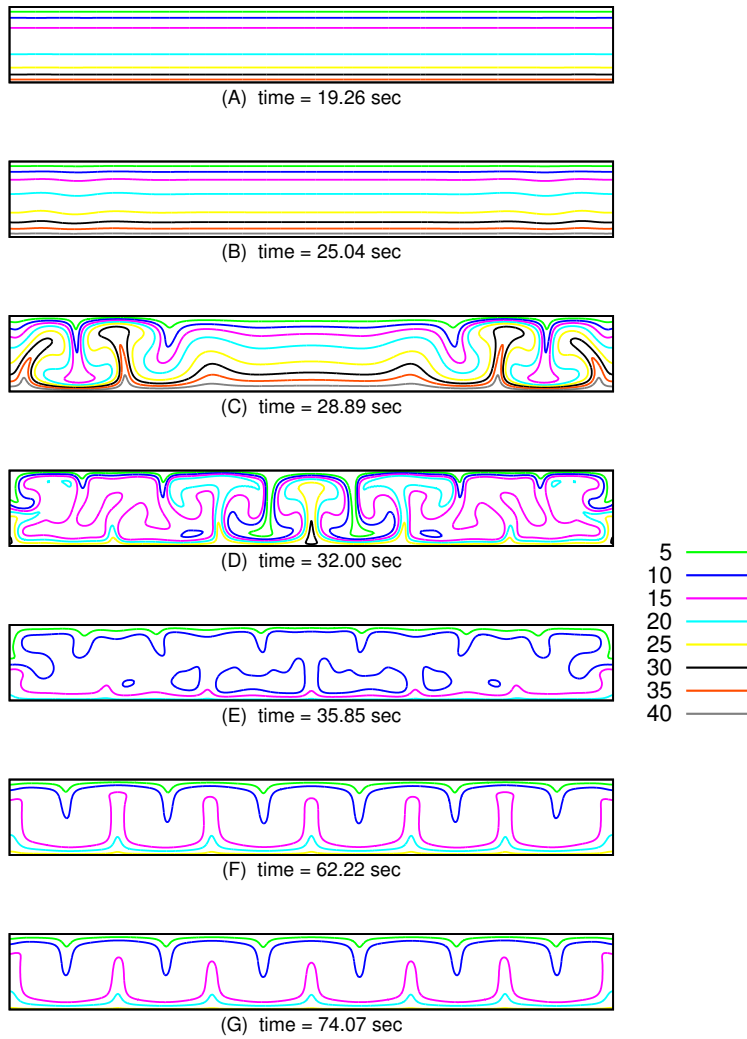 (A) time = 19.26 sec
(B) time = 25.04 sec
(C) time = 28.89 sec
(D) time = 32.00 sec
5
10
15
20
25
30
35
40
(E) time = 35.85 sec
(F) time = 62.22 sec
(G) time = 74.07 sec